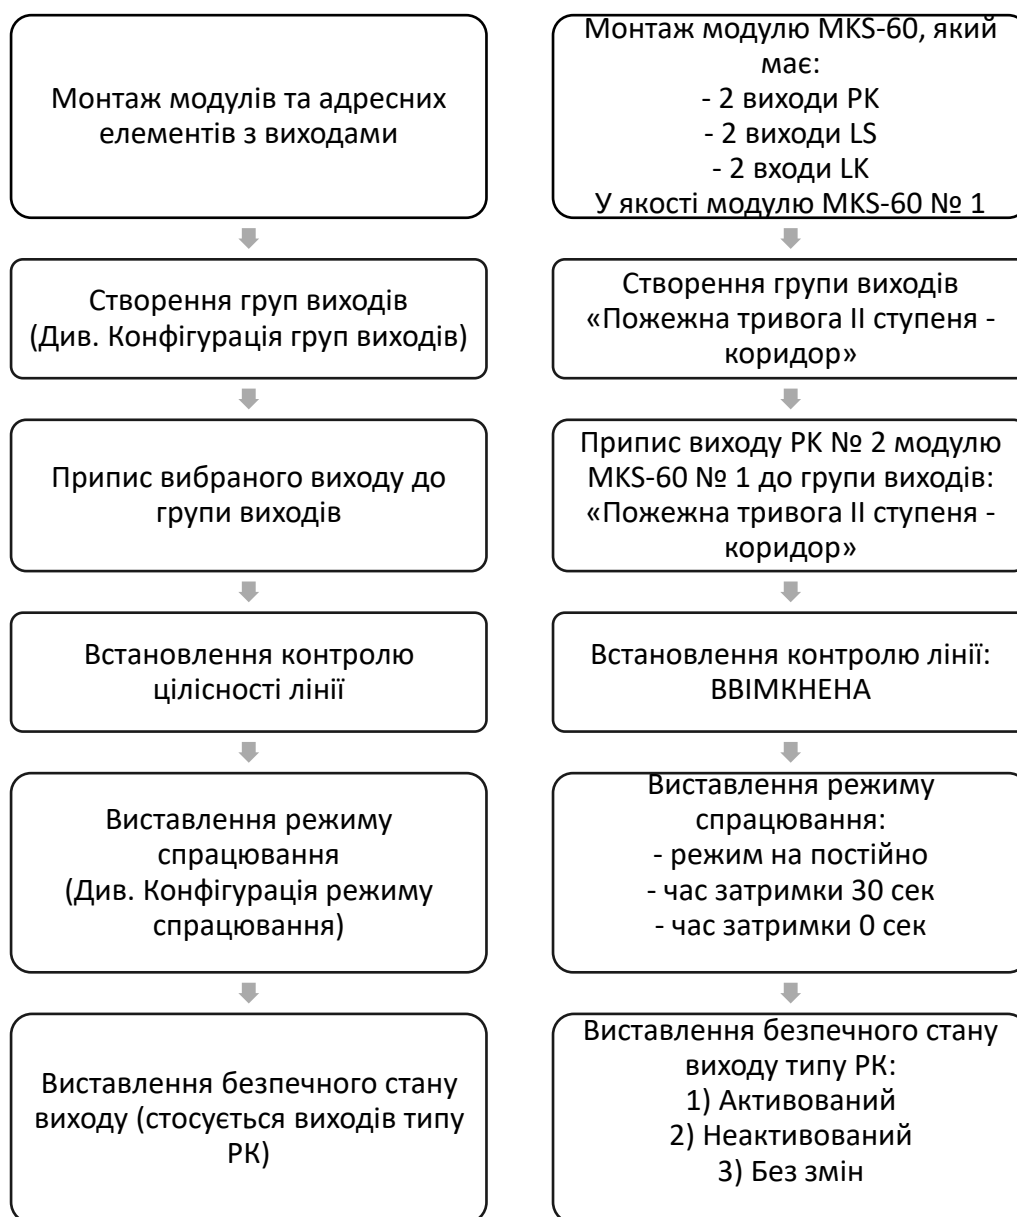 Монтаж модулів та адресних
елементів з виходами
Створення груп виходів
(Див. Конфігурація груп виходів)
Припис вибраного виходу до
групи виходів
Встановлення контролю
цілісності лінії
Виставлення режиму
спрацювання
(Див. Конфігурація режиму
спрацювання)
Виставлення безпечного стану
виходу (стосується виходів типу
PK)
Монтаж модулю MKS-60, який
має:
- 2 виходи PK
- 2 виходи LS
- 2 входи LK
У якості модулю MKS-60 № 1
Створення групи виходів
«Пожежна тривога II ступеня -
коридор»
Припис виходу PK № 2 модулю
MKS-60 № 1 до групи виходів:
«Пожежна тривога II ступеня -
коридор»
Встановлення контролю лінії:
ВВІМКНЕНА
Виставлення режиму
спрацювання:
- режим на постійно
- час затримки 30 сек
- час затримки 0 сек
Виставлення безпечного стану
виходу типу PK:
1) Активований
2) Неактивований
3) Без змін